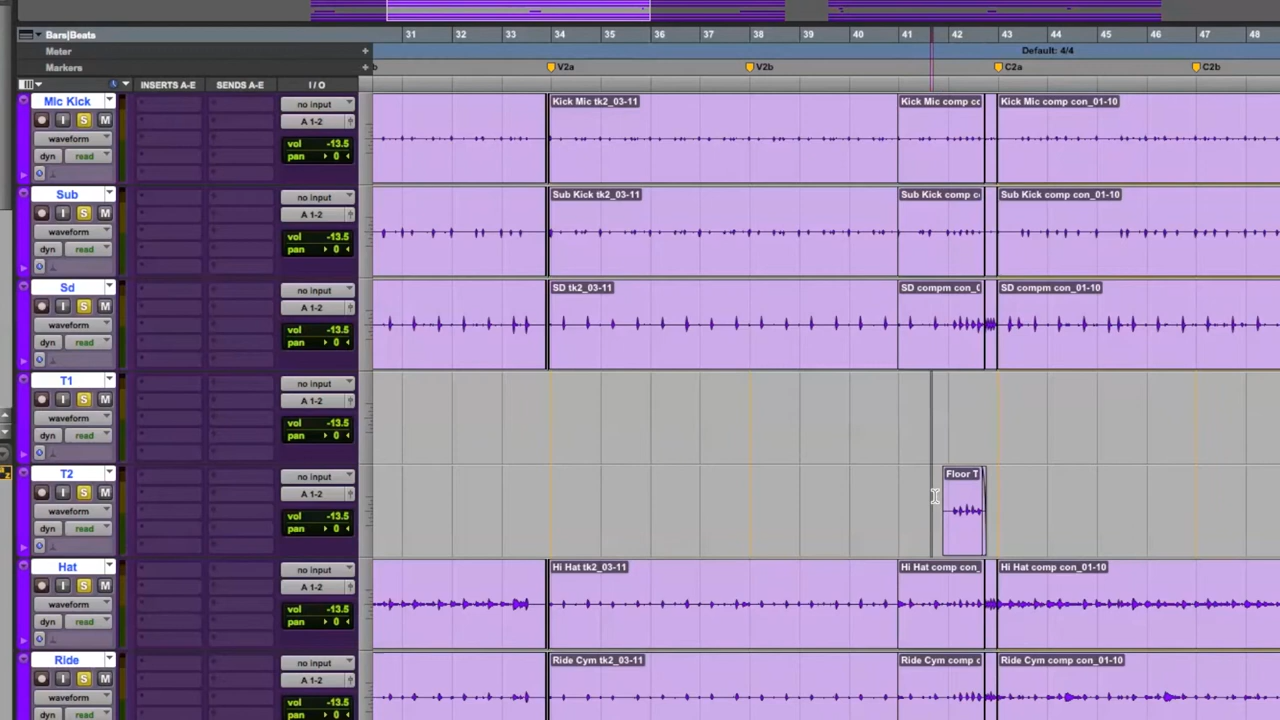 Bars|Beats 31 32 33 34 35 36 37 38 39 40 41 42 43 44 45 46 47 48
Meter + Default: 4/4
Markers + V2a V2b C2a C2b
INSERTS A-E SENDS A-E I / O
Mic Kick no input Kick Mic tk2_03-11 Kick Mic comp cc Kick Mic comp con_01-10
I S M A 1-2
waveform vol -13.5
dyn read pan 0
Sub no input Sub Kick tk2_03-11 Sub Kick comp c Sub Kick comp con_01-10
I S M A 1-2
waveform vol -13.5
dyn read pan 0
Sd no input SD tk2_03-11 SD compm con_0 SD compm con_01-10
I S M A 1-2
waveform vol -13.5
dyn read pan 0
T1 no input
I S M A 1-2
waveform vol -13.5
dyn read pan 0
T2 no input Floor T
I S M A 1-2
waveform vol -13.5
dyn read pan 0
Hat no input Hi Hat tk2_03-11 Hi Hat comp con_ Hi Hat comp con_01-10
I S M A 1-2
waveform vol -13.5
dyn read pan 0
Ride no input Ride Cym tk2_03-11 Ride Cym comp c Ride Cym comp con_01-10
I S M A 1-2
waveform vol -13.5
dyn read pan 0